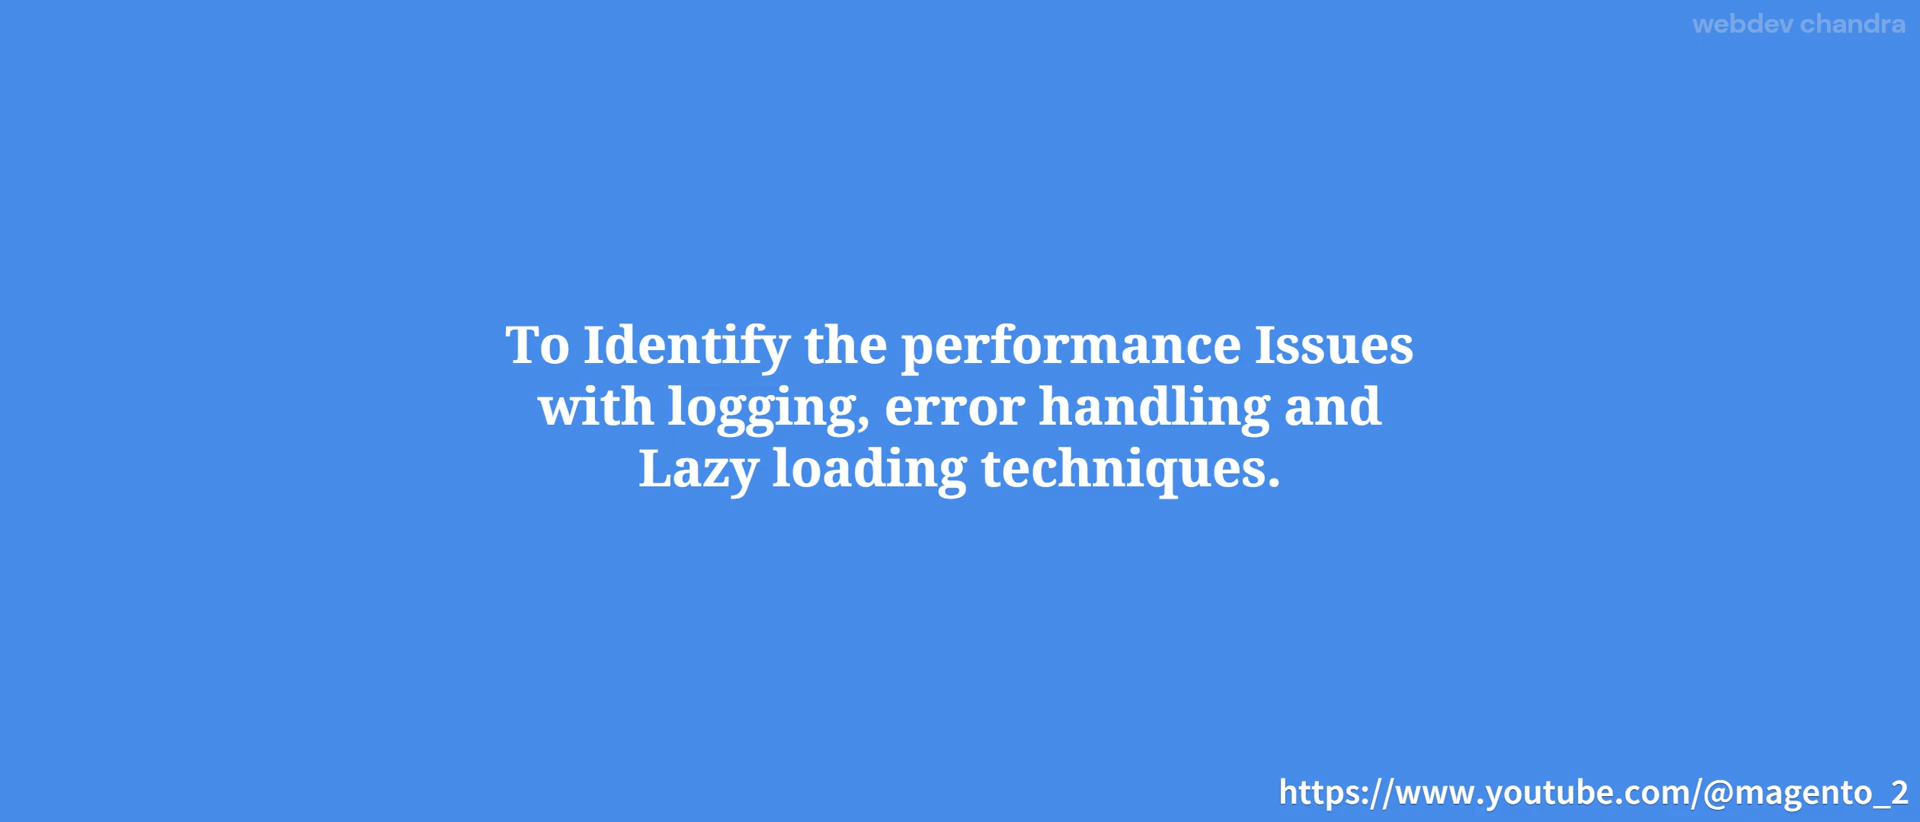 webdev chandra
To Identify the performance Issues
with logging, error handling and
Lazy loading techniques.
https://www.youtube.com/@magento_2